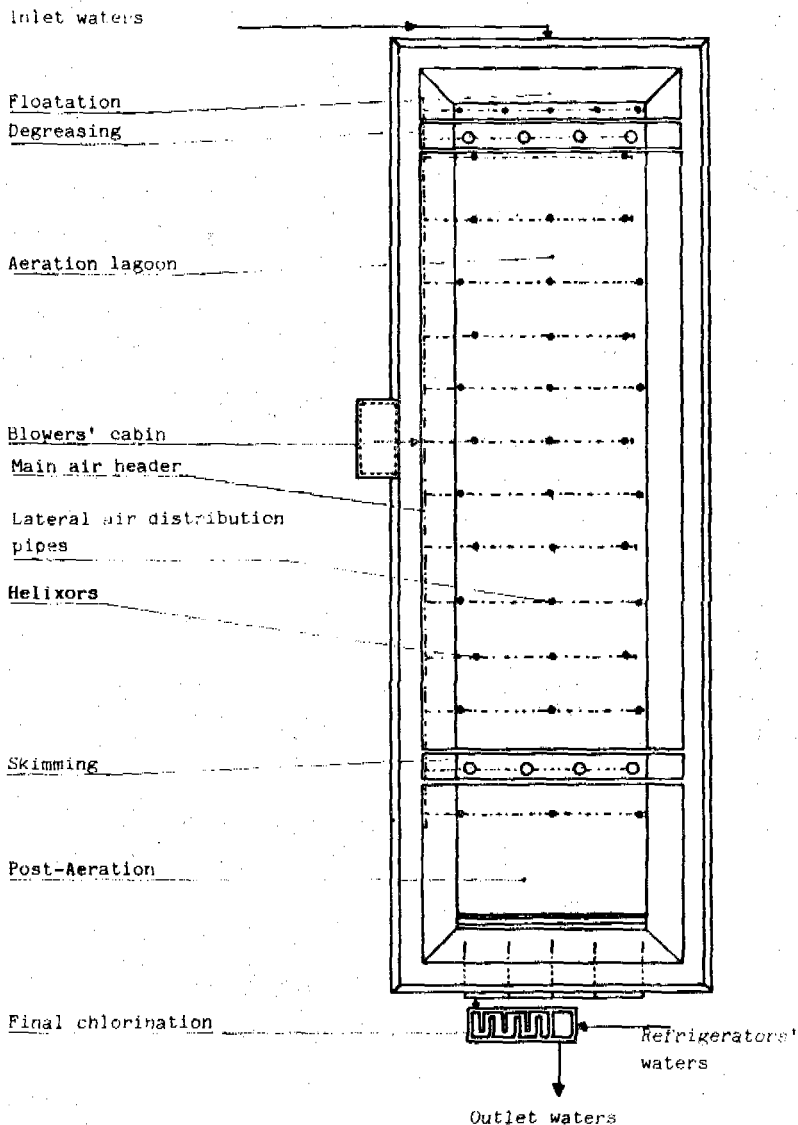 Inlet waters
Floatation
Degreasing
Aeration lagoon
Blowers' cabin
Main air header
Lateral air distribution
pipes
Helixors
Skimming
Post-Aeration
Final chlorination
Refrigerators'
waters
Outlet waters